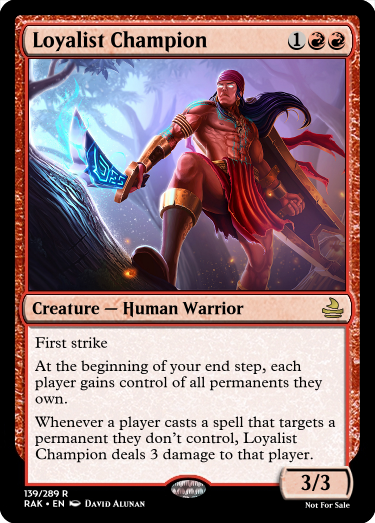 Loyalist Champion 1
Creature — Human Warrior
First strike
At the beginning of your end step, each
player gains control of all permanents they
own.
Whenever a player casts a spell that targets a
permanent they don't control, Loyalist
Champion deals 3 damage to that player.
3/3
139/289 R
RAK • EN David Alunan
Not For Sale